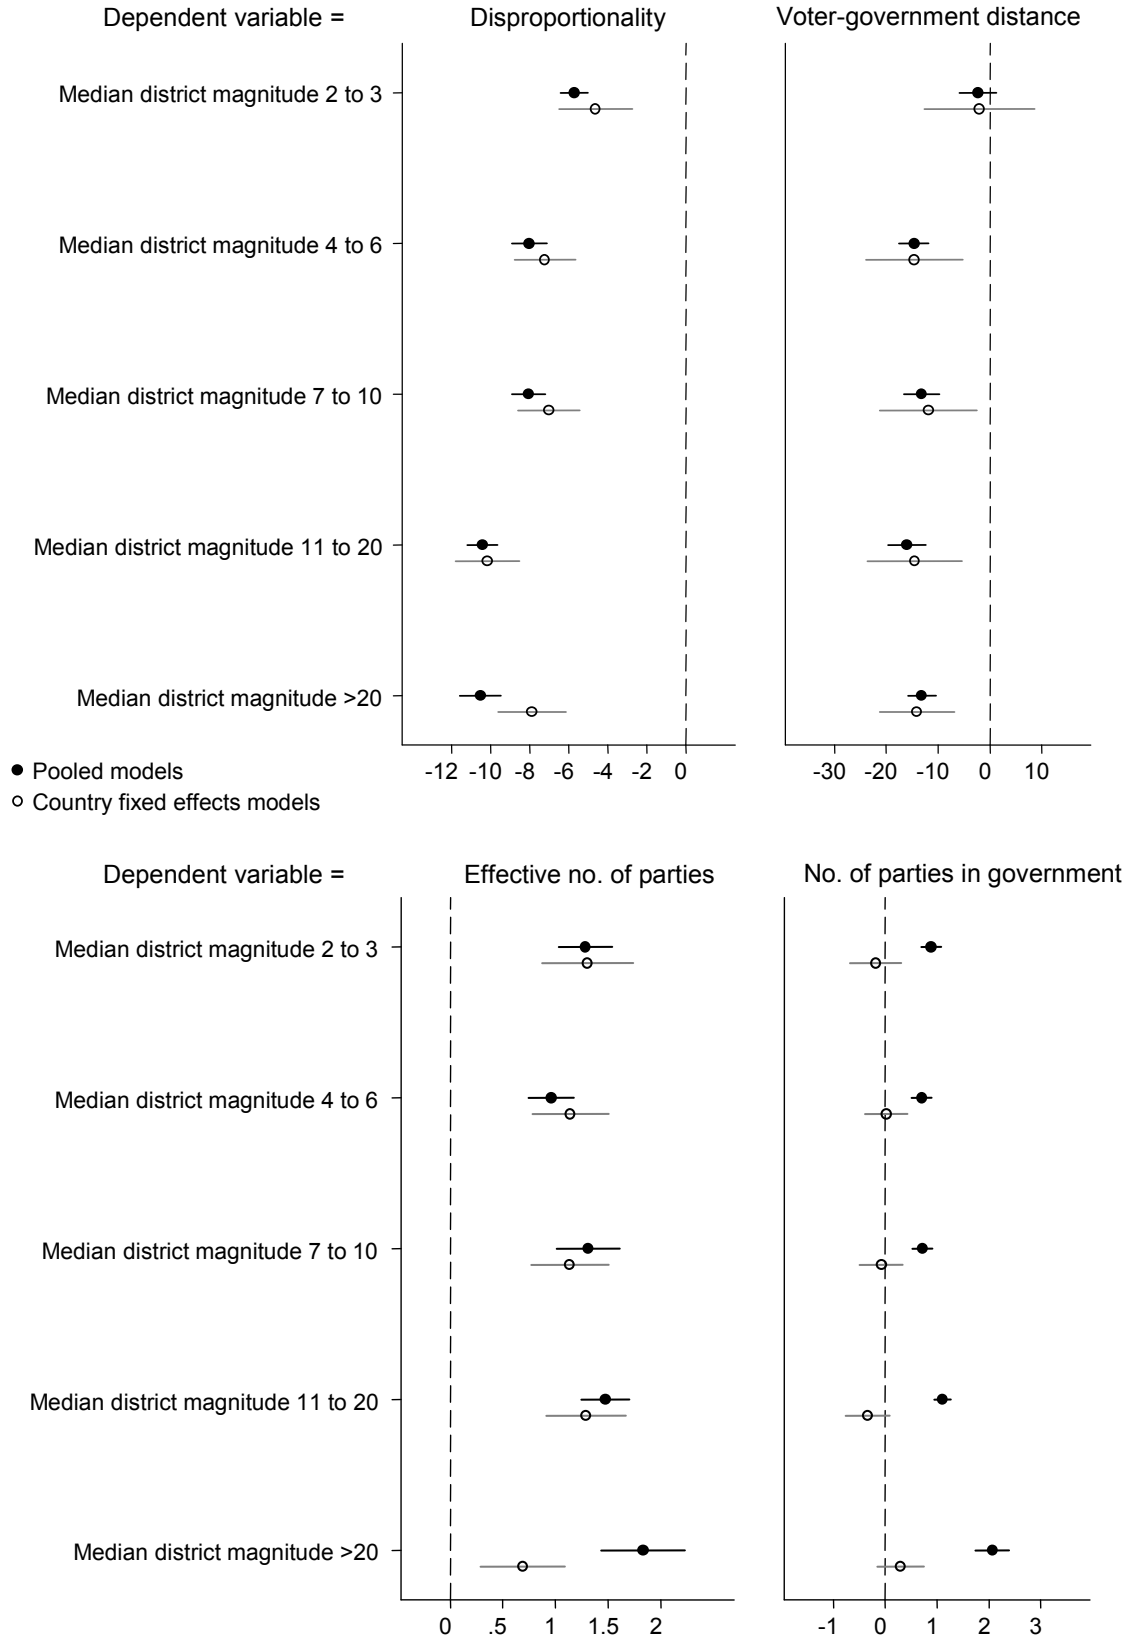 Dependent variable = Disproportionality Voter-government distance
Median district magnitude 2 to 3
Median district magnitude 4 to 6
Median district magnitude 7 to 10
Median district magnitude 11 to 20
Median district magnitude >20
-12 -10 -8 -6 -4 -2 0 -30 -20 -10 0 10
Pooled models
Country fixed effects models
Dependent variable = Effective no. of parties No. of parties in government
Median district magnitude 2 to 3
Median district magnitude 4 to 6
Median district magnitude 7 to 10
Median district magnitude 11 to 20
Median district magnitude >20
0 .5 1 1.5 2 -1 0 1 2 3